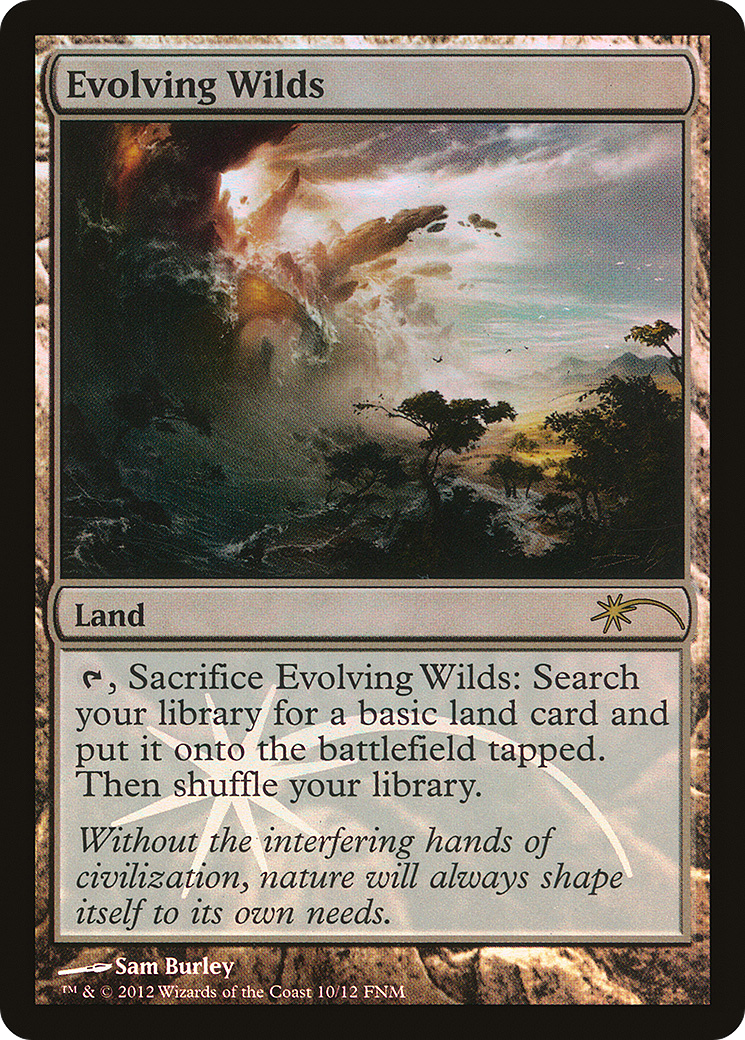 Evolving Wilds
Land
, Sacrifice Evolving Wilds: Search
your library for a basic land card and
put it onto the battlefield tapped.
Then shuffle your library.
Without the interfering hands of
civilization, nature will always shape
itself to its own needs.
Sam Burley
™ & © 2012 Wizards of the Coast 10/12 FNM